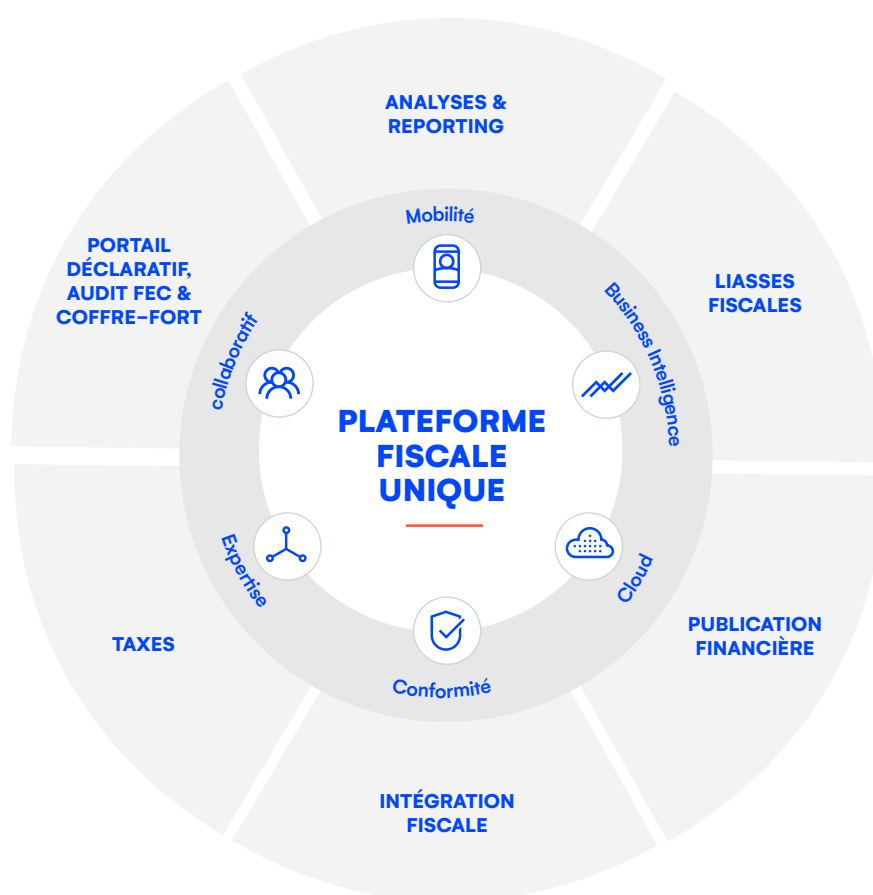 ANALYSES &
REPORTING
Mobilité
PORTAIL
DÉCLARATIF,
AUDIT FEC &
COFFRE-FORT
LIASSES
FISCALES
collaboratif
Business Intelligence
PLATEFORME
FISCALE
UNIQUE
Expertise
Cloud
TAXES
PUBLICATION
FINANCIÈRE
Conformité
INTÉGRATION
FISCALE